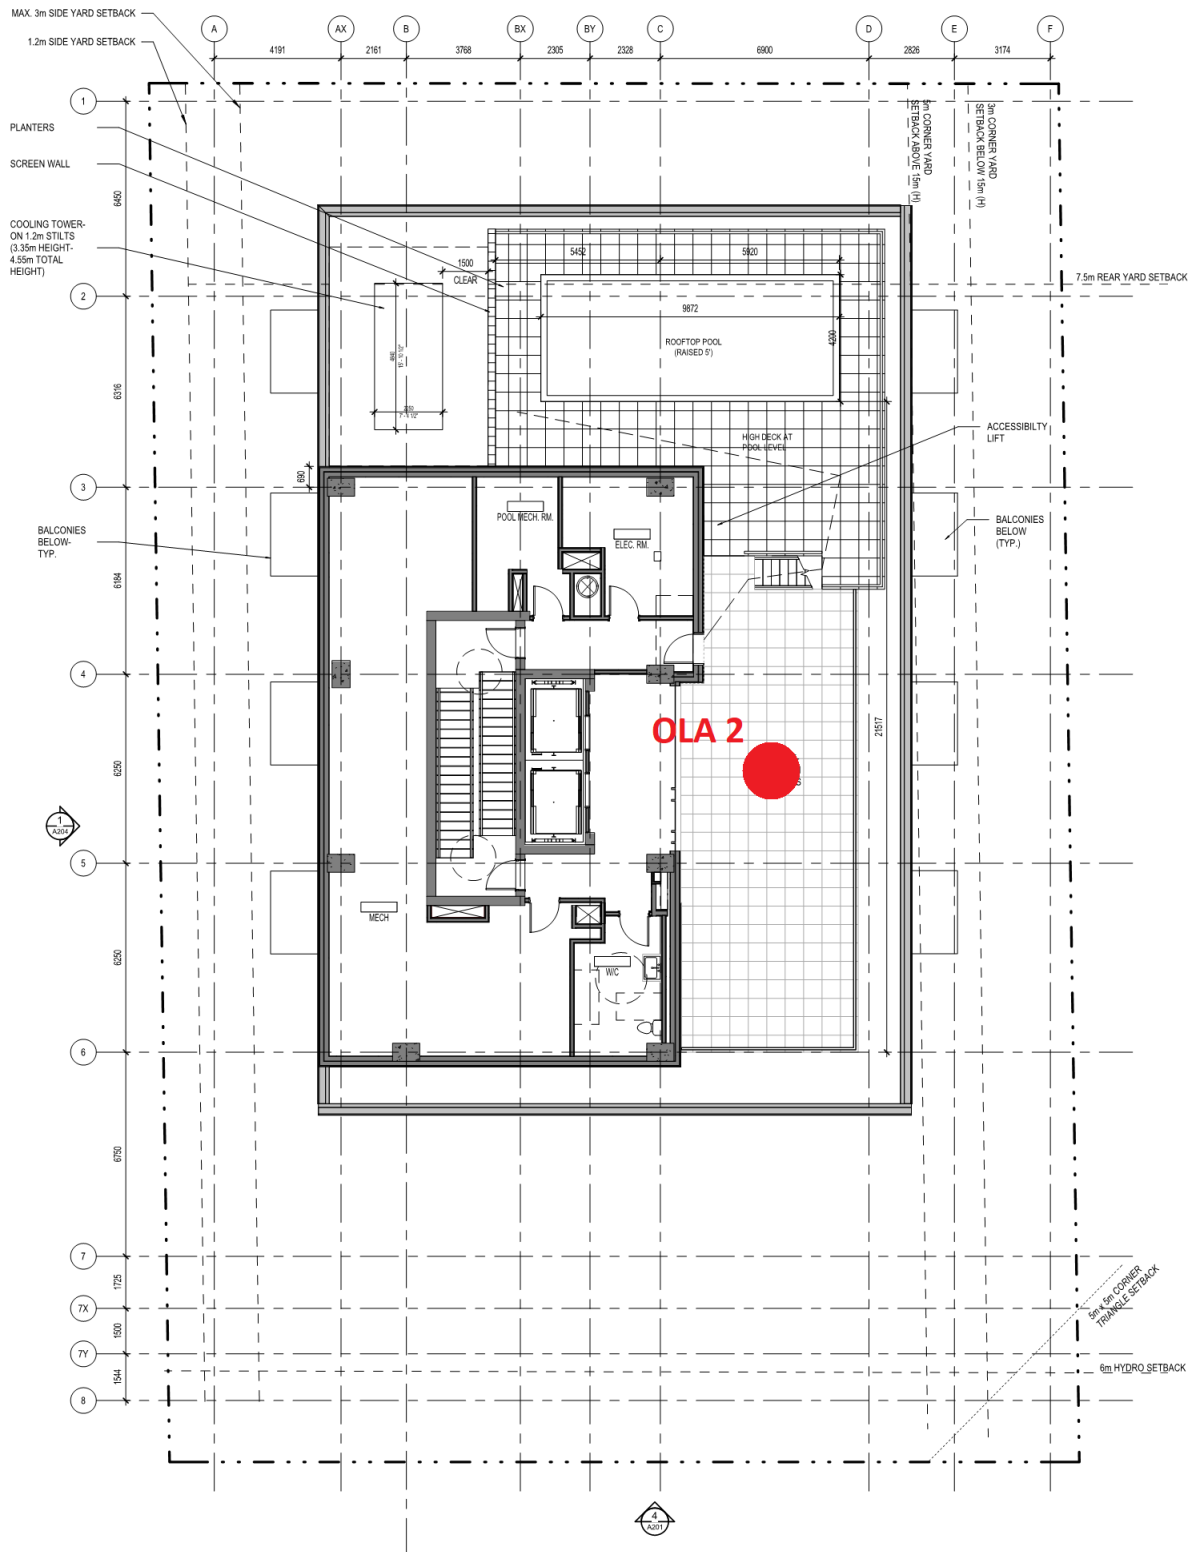 MAX. 3m SIDE YARD SETBACK
1.2m SIDE YARD SETBACK
A
AX
B
BX
BY
C
D
E
F
4191
2161
3768
2305
2328
6900
2826
3174
1
PLANTERS
SCREEN WALL
5m CORNER YARD
SETBACK ABOVE 15m (H)
3m CORNER YARD
SETBACK BELOW 15m (H)
6450
COOLING TOWER-
ON 1.2m STILTS
(3.35m HEIGHT-
4.55m TOTAL
HEIGHT)
1500
CLEAR
5452
5920
7.5m REAR YARD SETBACK
2
9872
4020
ROOFTOP POOL
(RAISED 5')
6316
HIGH DECK AT
POOL LEVEL
ACCESSIBILTY
LIFT
690
3
POOL MECH. RM.
ELEC. RM.
BALCONIES
BELOW-
TYP.
BALCONIES
BELOW
(TYP.)
6184
4
OLA 2
21517
6250
1
A204
5
MECH
W/C
6250
6
6750
7
1725
7X
1500
7Y
1544
8
5m x 5m CORNER
TRIANGLE SETBACK
6m HYDRO SETBACK
4
A201